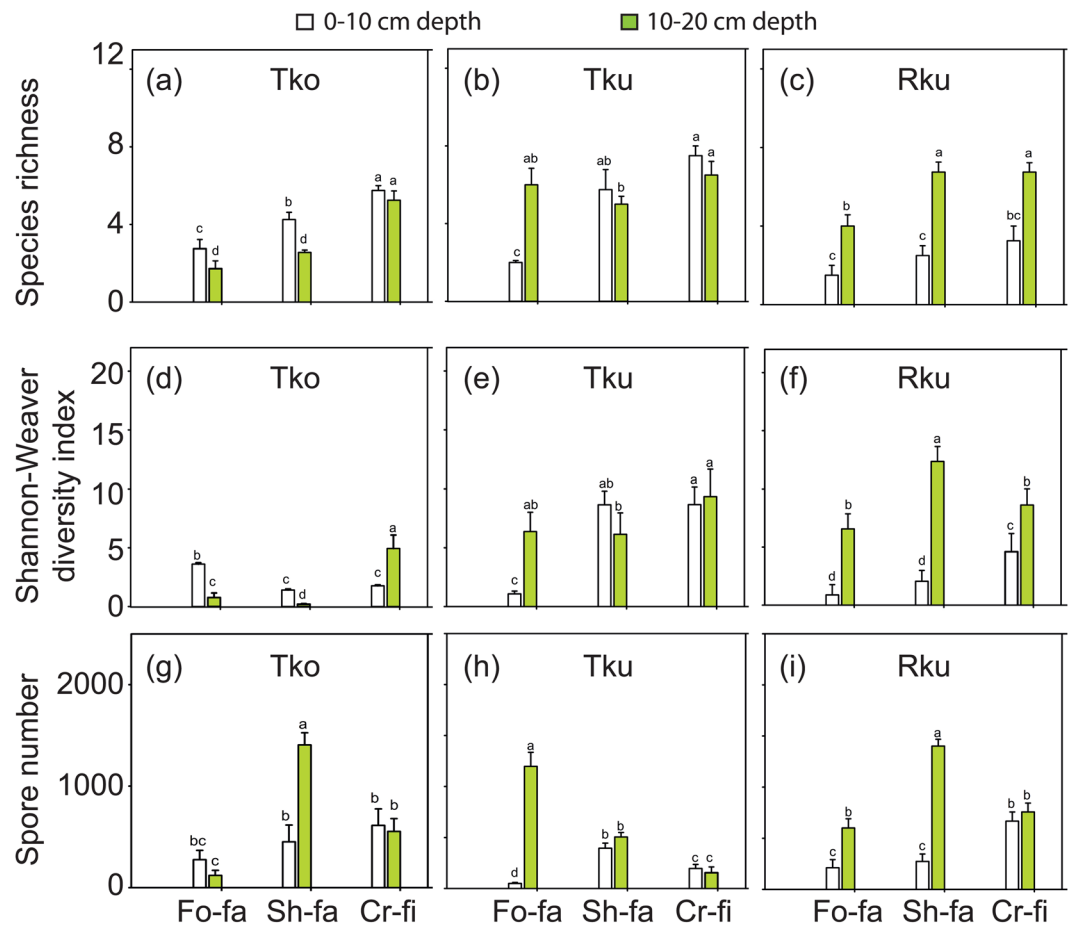 0-10 cm depth 10-20 cm depth
Species richness
12
8
4
0
(a) Tko
c d b d a a
(b) Tku
c ab ab b a a
(c) Rku
c b c a bc a
Shannon-Weaver
diversity index
20
15
10
5
0
(d) Tko
b c c d c a
(e) Tku
c ab ab b a a
(f) Rku
d b d a c b
Spore number
2000
1000
0
(g) Tko
bc c b a b b
(h) Tku
d a b b c c
(i) Rku
c b c a b b
Fo-fa Sh-fa Cr-fi Fo-fa Sh-fa Cr-fi Fo-fa Sh-fa Cr-fi